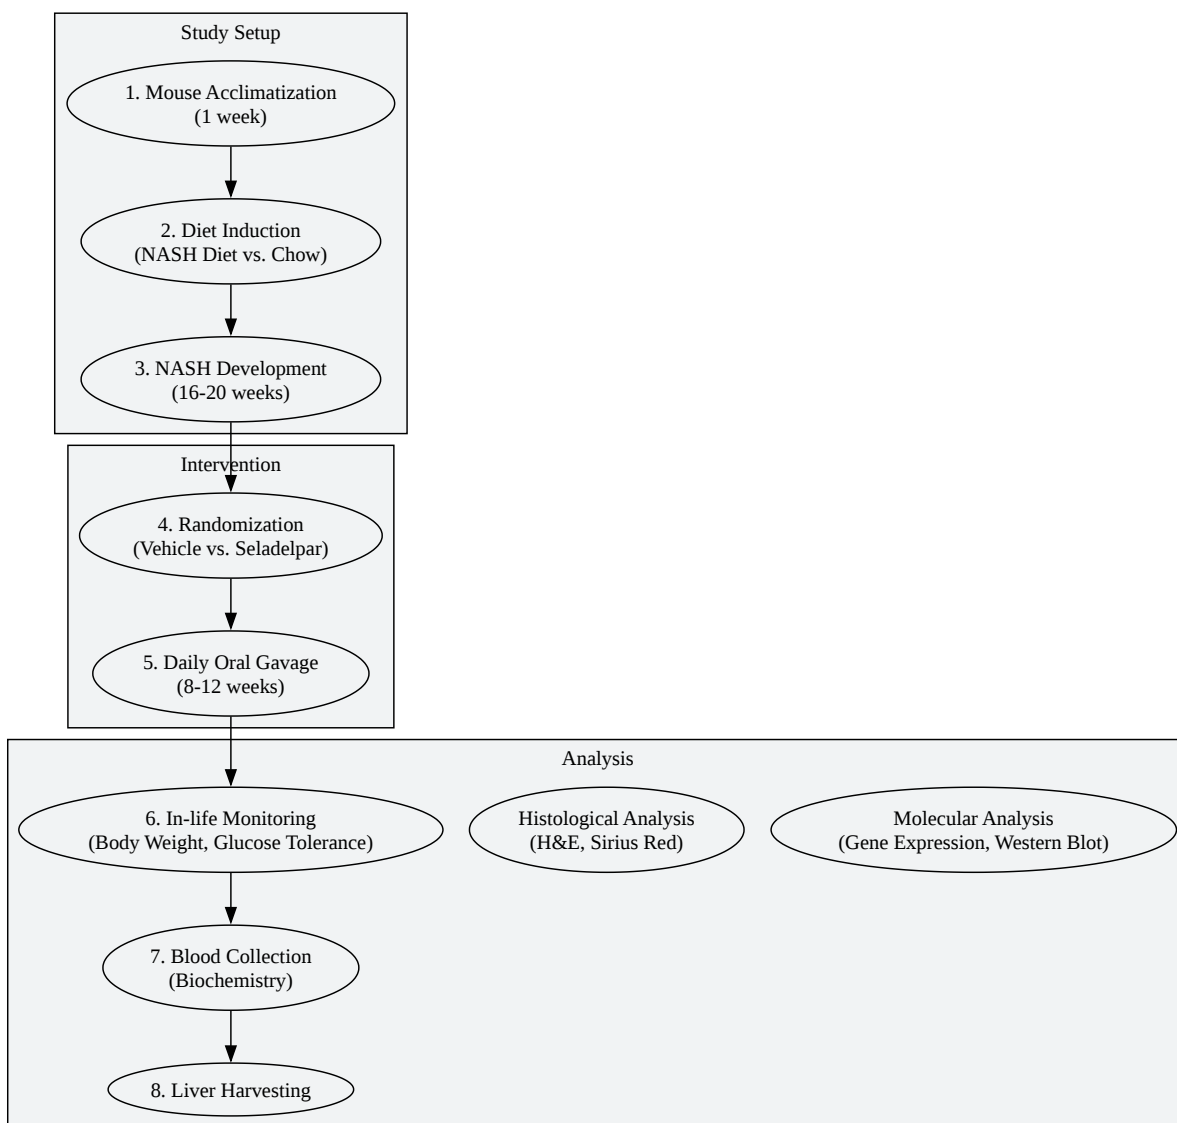 Study Setup
1. Mouse Acclimatization
(1 week)
2. Diet Induction
(NASH Diet vs. Chow)
3. NASH Development
(16-20 weeks)
Intervention
4. Randomization
(Vehicle vs. Seladelpar)
5. Daily Oral Gavage
(8-12 weeks)
Analysis
6. In-life Monitoring
(Body Weight, Glucose Tolerance)
Histological Analysis
(H&E, Sirius Red)
Molecular Analysis
(Gene Expression, Western Blot)
7. Blood Collection
(Biochemistry)
8. Liver Harvesting